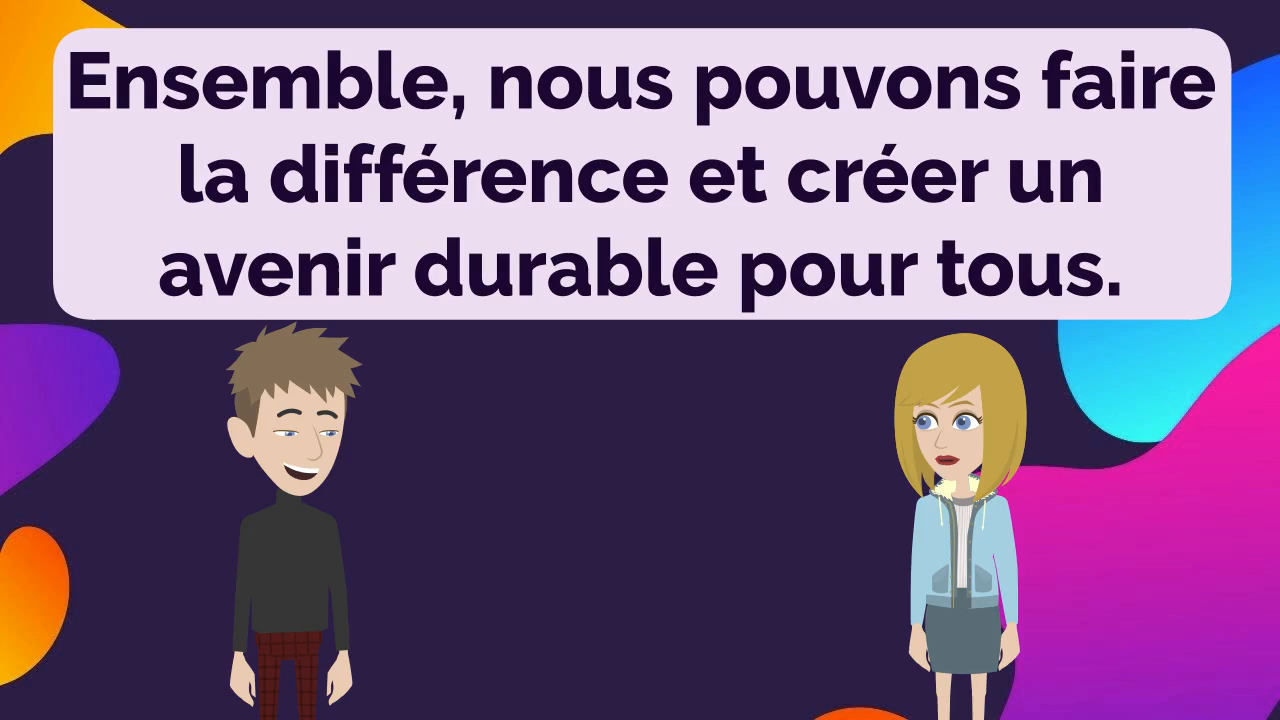 Ensemble, nous pouvons faire
la différence et créer un
avenir durable pour tous.